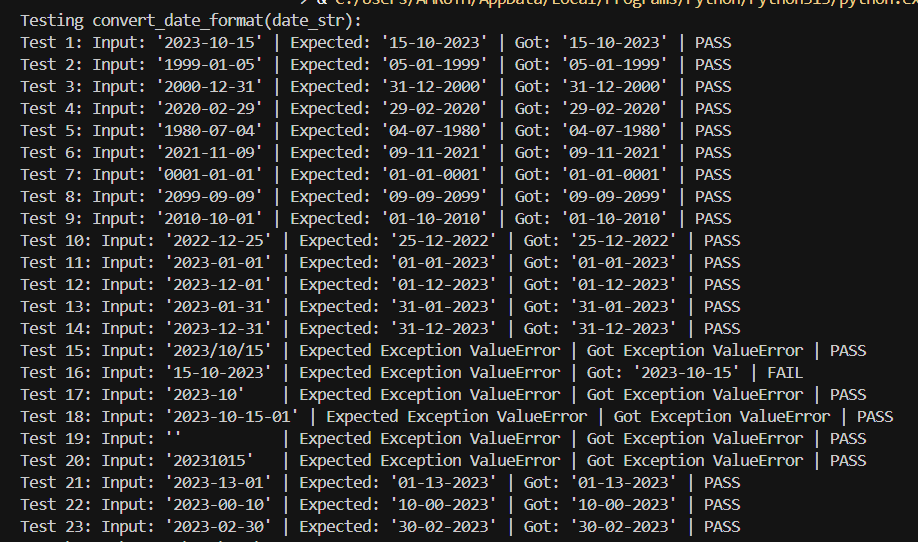 Testing convert_date_format(date_str):
Test 1: Input: '2023-10-15' | Expected: '15-10-2023' | Got: '15-10-2023' | PASS
Test 2: Input: '1999-01-05' | Expected: '05-01-1999' | Got: '05-01-1999' | PASS
Test 3: Input: '2000-12-31' | Expected: '31-12-2000' | Got: '31-12-2000' | PASS
Test 4: Input: '2020-02-29' | Expected: '29-02-2020' | Got: '29-02-2020' | PASS
Test 5: Input: '1980-07-04' | Expected: '04-07-1980' | Got: '04-07-1980' | PASS
Test 6: Input: '2021-11-09' | Expected: '09-11-2021' | Got: '09-11-2021' | PASS
Test 7: Input: '0001-01-01' | Expected: '01-01-0001' | Got: '01-01-0001' | PASS
Test 8: Input: '2099-09-09' | Expected: '09-09-2099' | Got: '09-09-2099' | PASS
Test 9: Input: '2010-10-01' | Expected: '01-10-2010' | Got: '01-10-2010' | PASS
Test 10: Input: '2022-12-25' | Expected: '25-12-2022' | Got: '25-12-2022' | PASS
Test 11: Input: '2023-01-01' | Expected: '01-01-2023' | Got: '01-01-2023' | PASS
Test 12: Input: '2023-12-01' | Expected: '01-12-2023' | Got: '01-12-2023' | PASS
Test 13: Input: '2023-01-31' | Expected: '31-01-2023' | Got: '31-01-2023' | PASS
Test 14: Input: '2023-12-31' | Expected: '31-12-2023' | Got: '31-12-2023' | PASS
Test 15: Input: '2023/10/15' | Expected Exception ValueError | Got Exception ValueError | PASS
Test 16: Input: '15-10-2023' | Expected Exception ValueError | Got: '2023-10-15' | FAIL
Test 17: Input: '2023-10'    | Expected Exception ValueError | Got Exception ValueError | PASS
Test 18: Input: '2023-10-15-01' | Expected Exception ValueError | Got Exception ValueError | PASS
Test 19: Input: ''           | Expected Exception ValueError | Got Exception ValueError | PASS
Test 20: Input: '20231015'   | Expected Exception ValueError | Got Exception ValueError | PASS
Test 21: Input: '2023-13-01' | Expected: '01-13-2023' | Got: '01-13-2023' | PASS
Test 22: Input: '2023-00-10' | Expected: '10-00-2023' | Got: '10-00-2023' | PASS
Test 23: Input: '2023-02-30' | Expected: '30-02-2023' | Got: '30-02-2023' | PASS